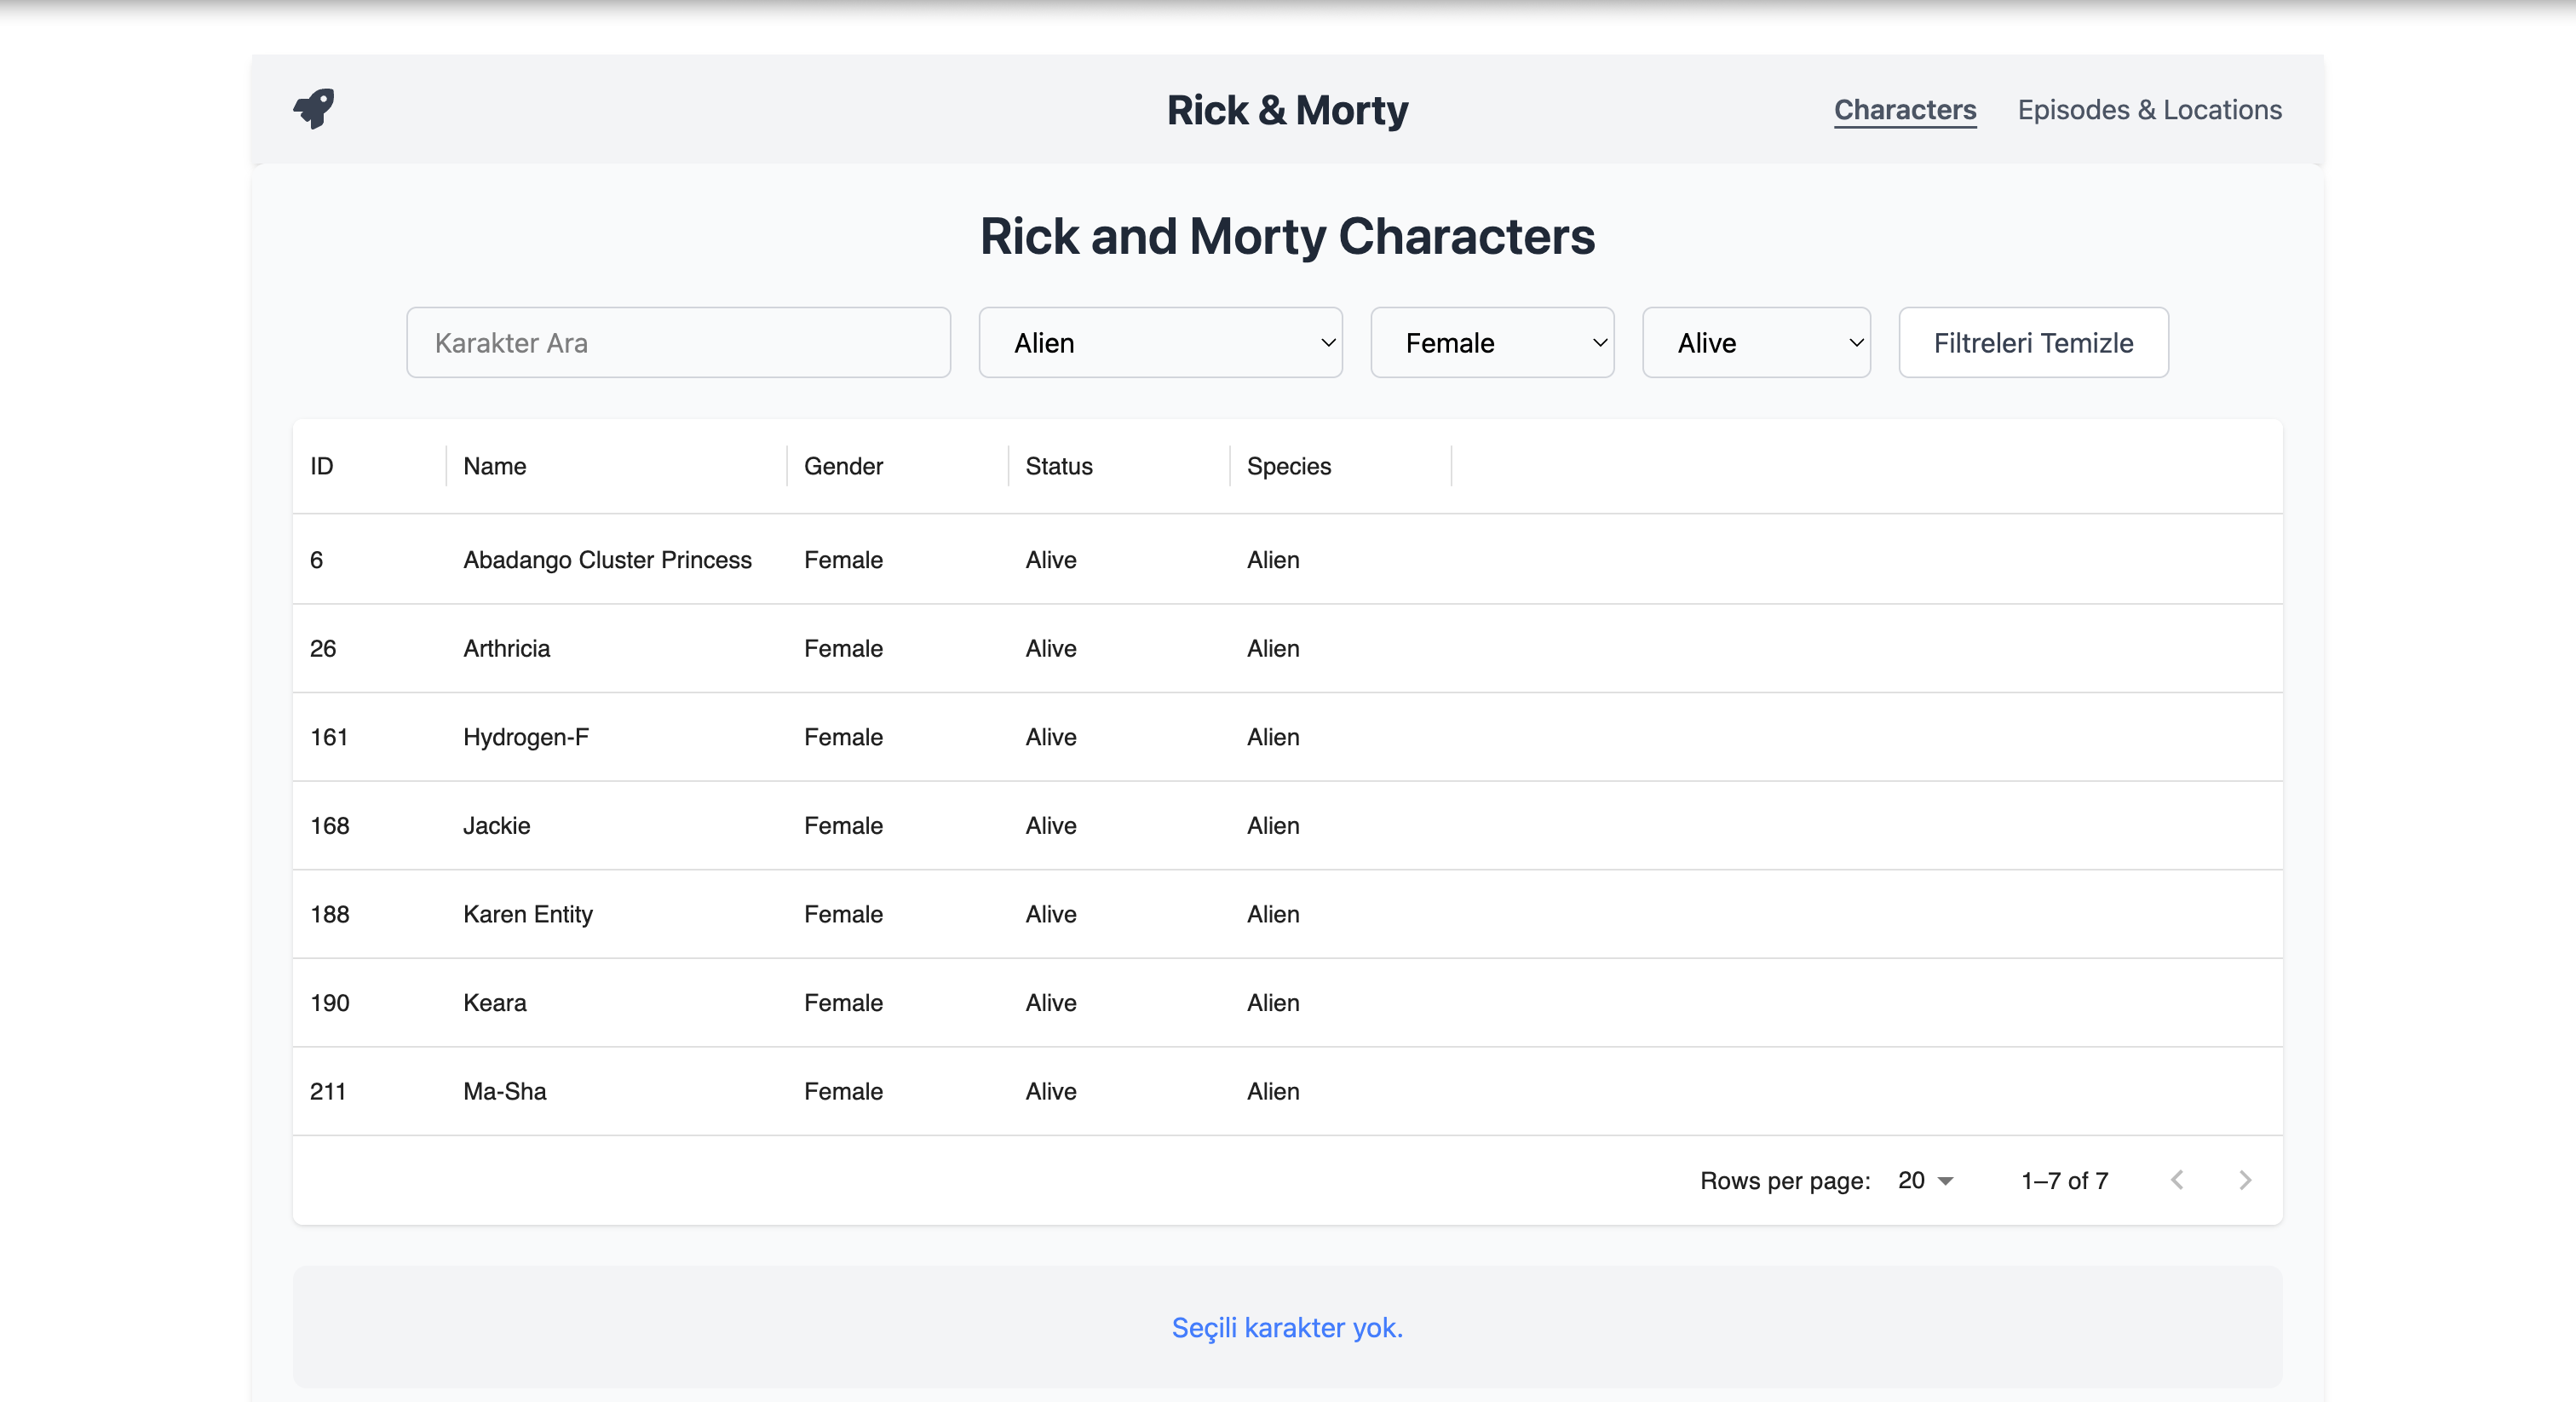 Rick & Morty
Characters
Episodes & Locations
Rick and Morty Characters
Karakter Ara
Alien
Female
Alive
Filtreleri Temizle
ID Name Gender Status Species
6 Abadango Cluster Princess Female Alive Alien
26 Arthricia Female Alive Alien
161 Hydrogen-F Female Alive Alien
168 Jackie Female Alive Alien
188 Karen Entity Female Alive Alien
190 Keara Female Alive Alien
211 Ma-Sha Female Alive Alien
Rows per page: 20 1–7 of 7
Seçili karakter yok.